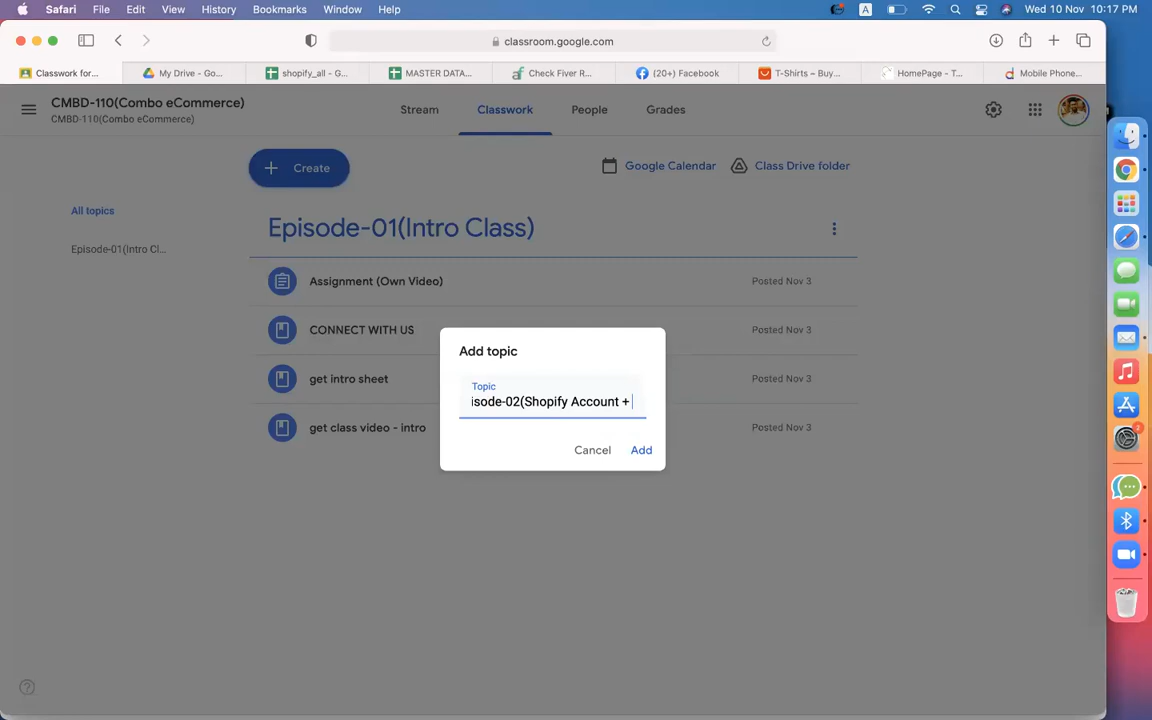 Safari File Edit View History Bookmarks Window Help
A
Wed 10 Nov 10:17 PM
classroom.google.com
Classwork for...
My Drive - Go...
shopify_all - G...
MASTER DATA...
Check Fiver R...
(20+) Facebook
T-Shirts – Buy...
HomePage - T...
Mobile Phone...
CMBD-110(Combo eCommerce)
CMBD-110(Combo eCommerce)
Stream
Classwork
People
Grades
Create
Google Calendar
Class Drive folder
All topics
Episode-01(Intro Cl...
Episode-01(Intro Class)
Assignment (Own Video)
Posted Nov 3
CONNECT WITH US
Posted Nov 3
get intro sheet
Posted Nov 3
get class video - intro
Posted Nov 3
Add topic
Topic
isode-02(Shopify Account +
Cancel
Add